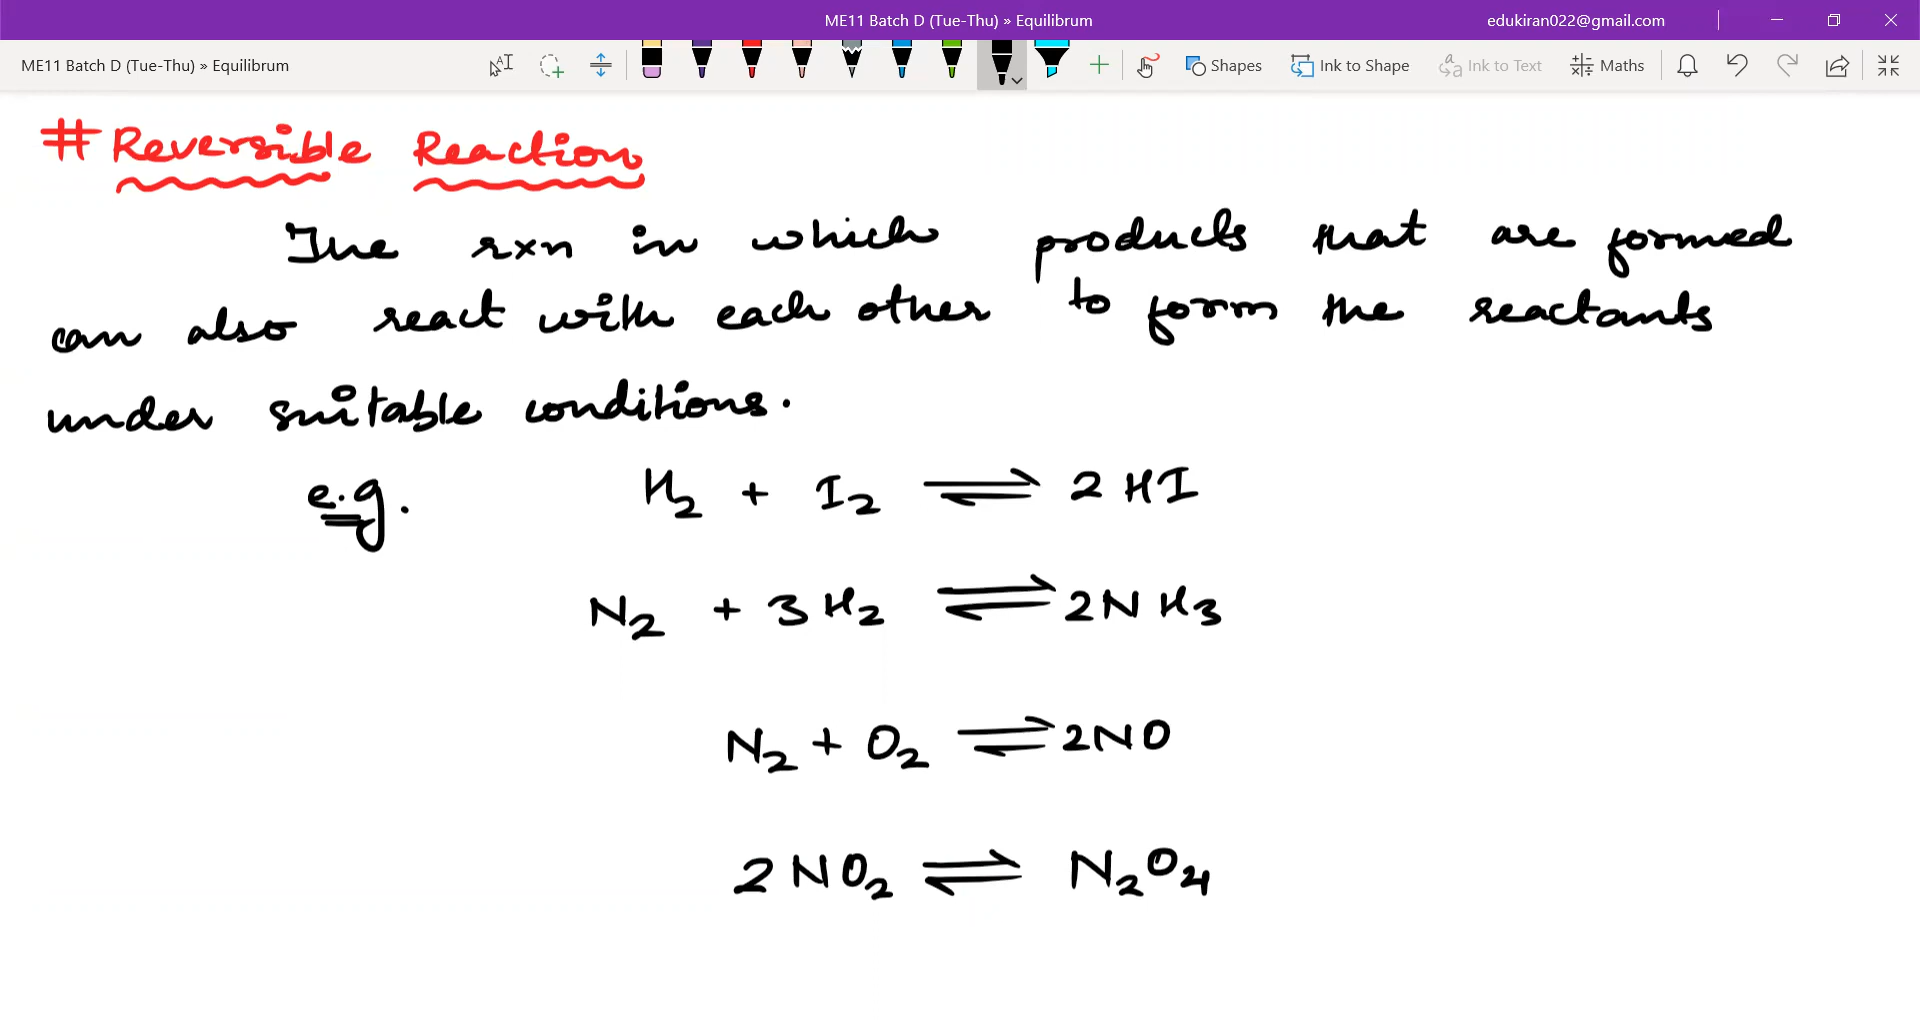 ME11 Batch D (Tue-Thu) » Equilibrum
edukiran022@gmail.com
ME11 Batch D (Tue-Thu) » Equilibrum
Shapes
Ink to Shape
Ink to Text
Maths
# Reversible Reaction
The rxn in which products that are formed
can also react with each other to form the reactants
under suitable conditions.
e.g. H₂ + I₂ ⇌ 2HI
N₂ + 3H₂ ⇌ 2NH₃
N₂ + O₂ ⇌ 2NO
2NO₂ ⇌ N₂O₄